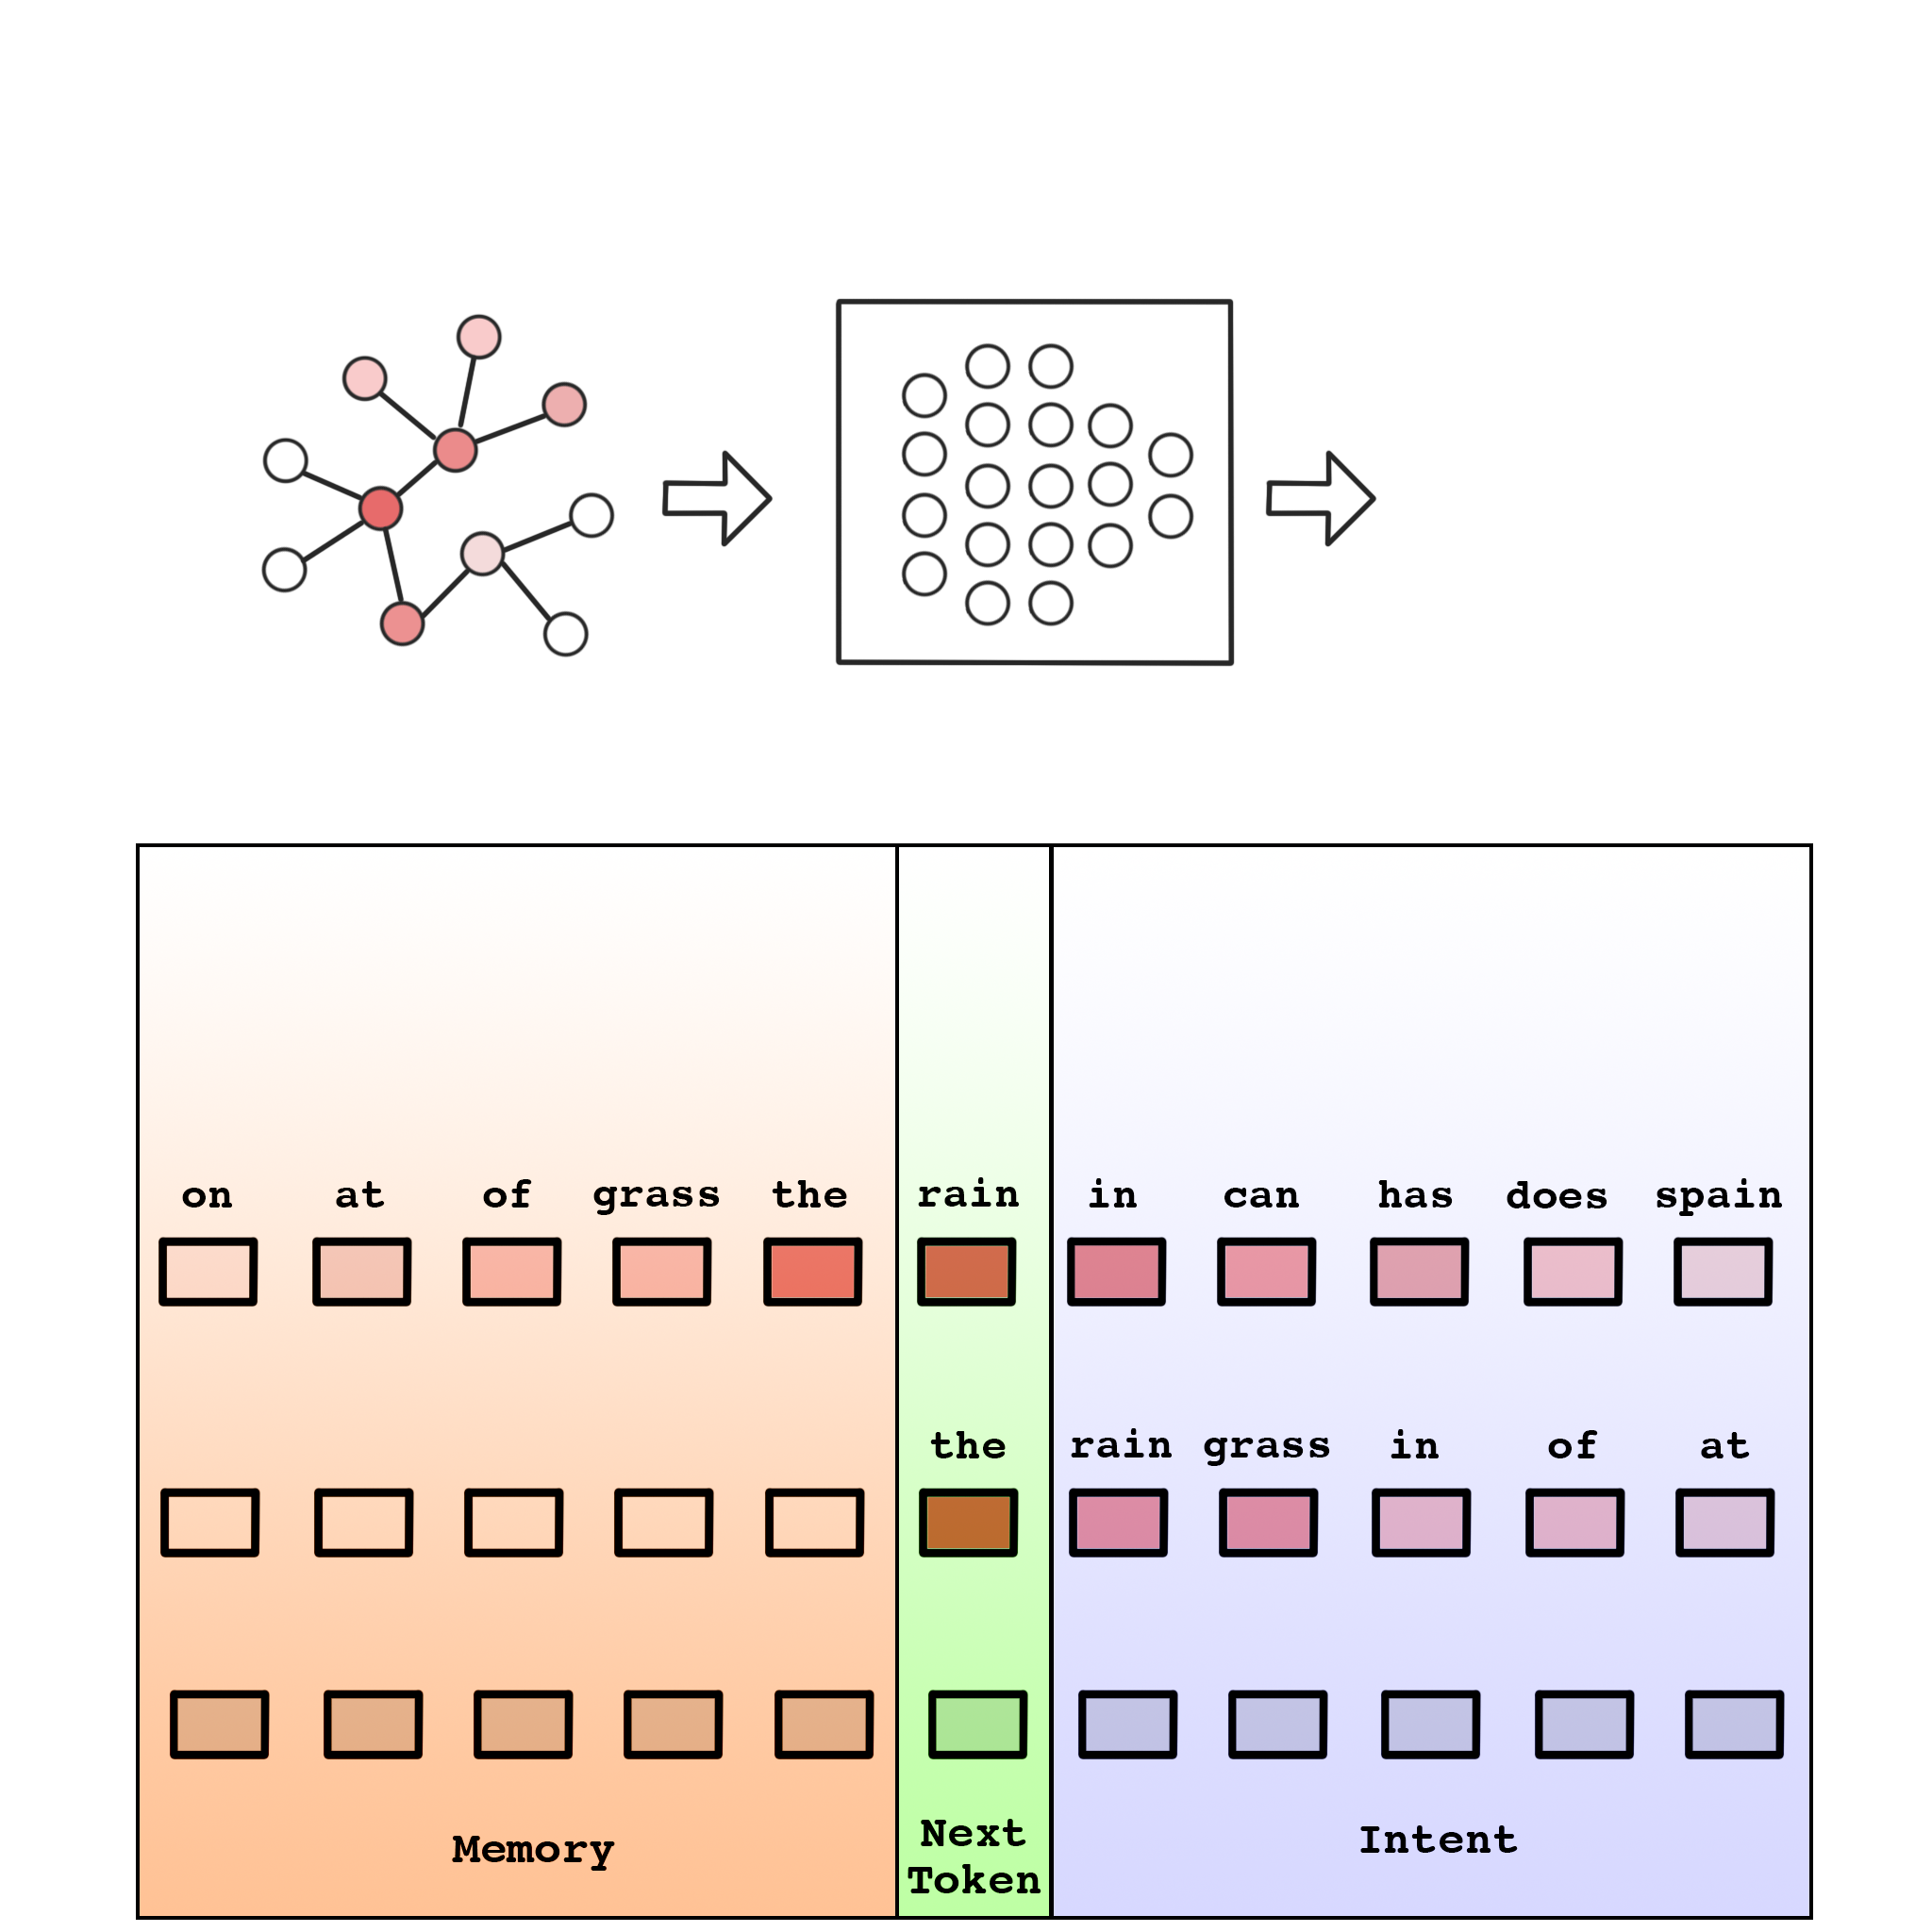 on at of grass the rain in can has does spain
the rain grass in of at
Memory Next Token Intent